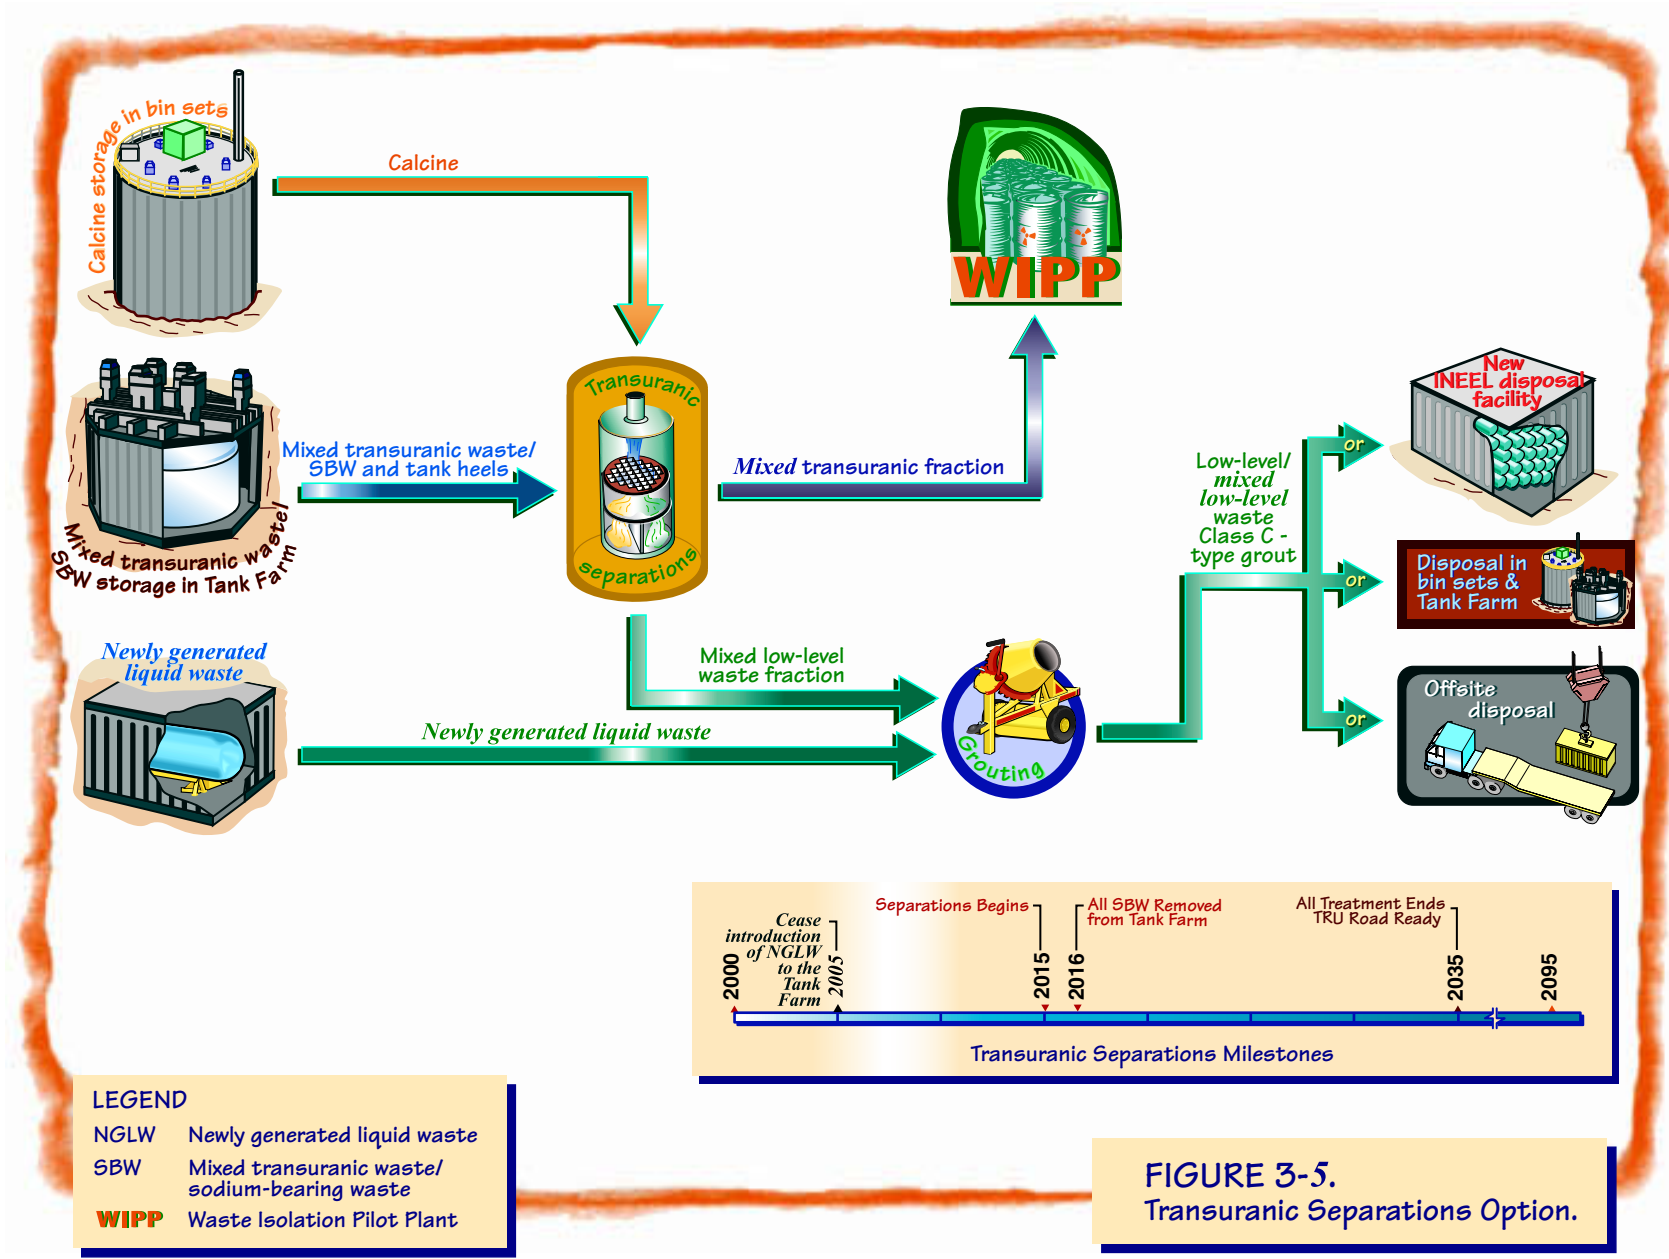 Calcine storage in bin sets
Calcine
WIPP
Mixed transuranic waste/
SBW storage in Tank Farm
Mixed transuranic waste/
SBW and tank heels
Transuranic
separations
Mixed transuranic fraction
Low-level/
mixed
low-level
waste
Class C -
type grout
or
or
or
New
INEEL disposal
facility
Disposal in
bin sets &
Tank Farm
Offsite
disposal
Newly generated
liquid waste
Mixed low-level
waste fraction
Newly generated liquid waste
Grouting
2000
Cease
introduction
of NGLW
to the
Tank
Farm
2005
Separations Begins
2015
2016
All SBW Removed
from Tank Farm
All Treatment Ends
TRU Road Ready
2035
2095
Transuranic Separations Milestones
LEGEND
NGLW Newly generated liquid waste
SBW Mixed transuranic waste/
sodium-bearing waste
WIPP Waste Isolation Pilot Plant
FIGURE 3-5.
Transuranic Separations Option.